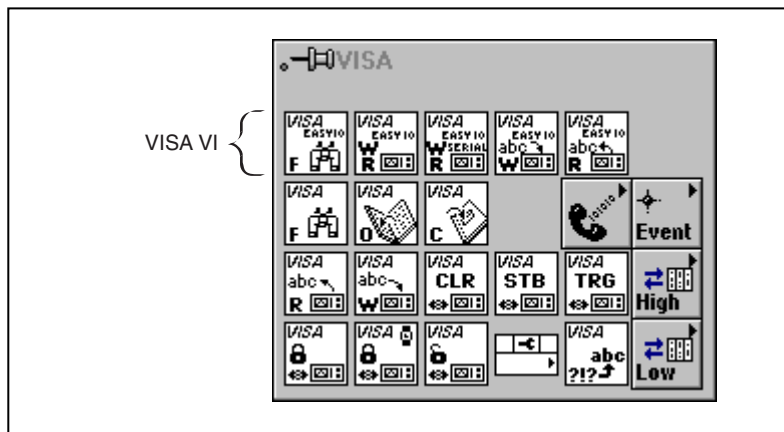 VISA
VISA VI
VISA EASY IO F
VISA EASY IO W R
VISA EASY IO W SERIAL R
VISA EASY IO abc W
VISA EASY IO abc R
VISA F
VISA O
VISA C
Event
VISA abc R
VISA abc W
VISA CLR
VISA STB
VISA TRG
High
VISA
VISA
VISA
VISA abc ?!?
Low